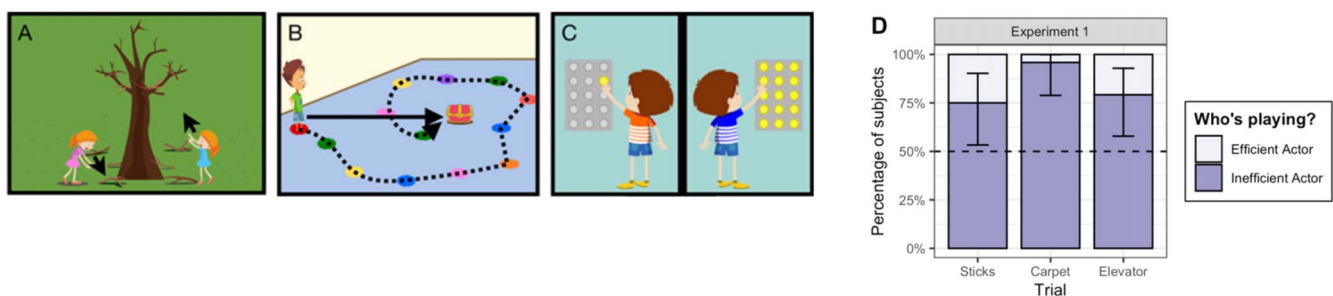 A
B
C
D
Experiment 1
100%
75%
50%
25%
0%
Percentage of subjects
Sticks
Carpet
Elevator
Trial
Who's playing?
Efficient Actor
Inefficient Actor